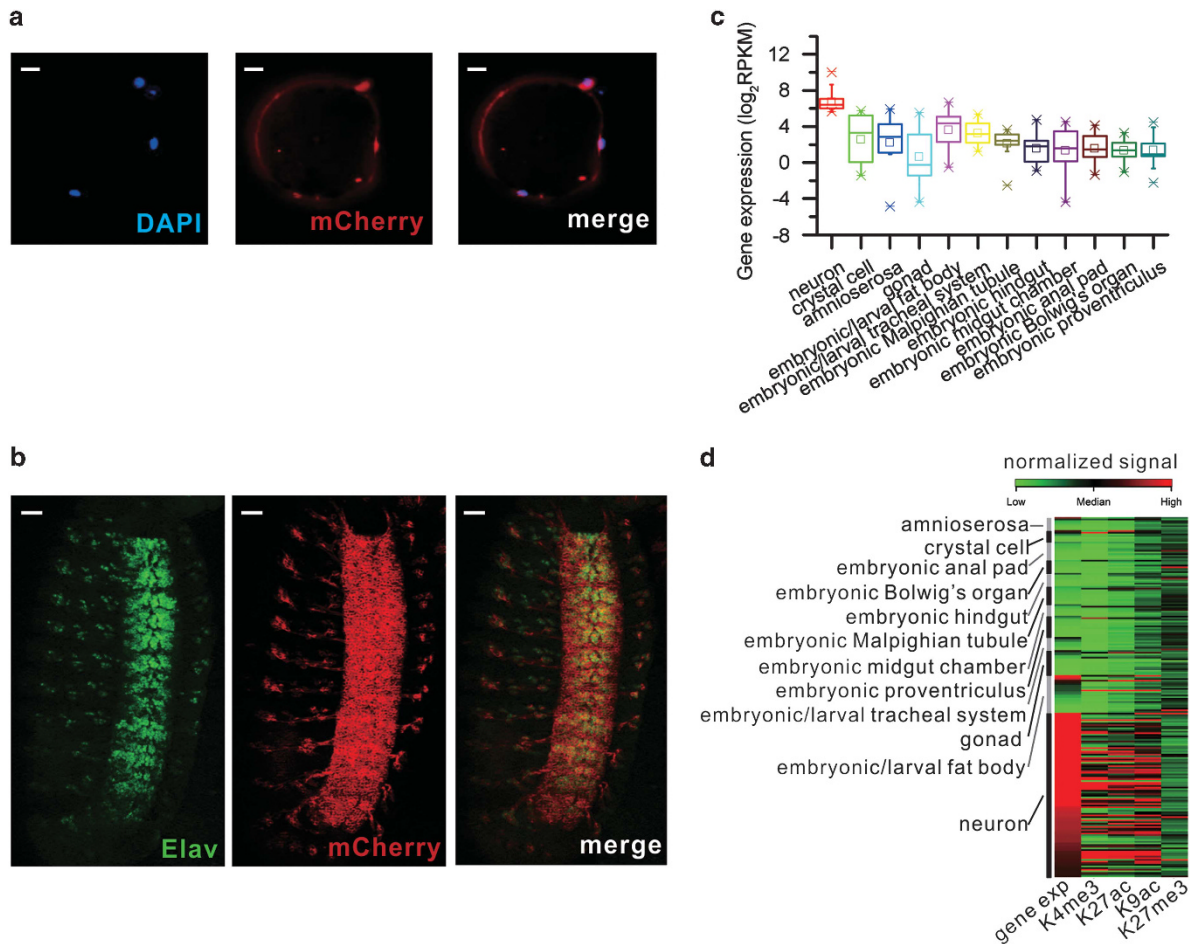 a
DAPI
mCherry
merge
b
Elav
mCherry
merge
c
Gene expression (log2RPKM)
12
8
4
0
-4
-8
neuron
crystal cell
amnioserosa
gonad
embryonic/larval fat body
embryonic/larval tracheal system
embryonic Malpighian tubule
embryonic hindgut
embryonic midgut chamber
embryonic anal pad
embryonic Bolwig's organ
embryonic proventriculus
d
normalized signal
Low Median High
amnioserosa
crystal cell
embryonic anal pad
embryonic Bolwig's organ
embryonic hindgut
embryonic Malpighian tubule
embryonic midgut chamber
embryonic proventriculus
embryonic/larval tracheal system
gonad
embryonic/larval fat body
neuron
gene exp
K4me3
K27ac
K9ac
K27me3